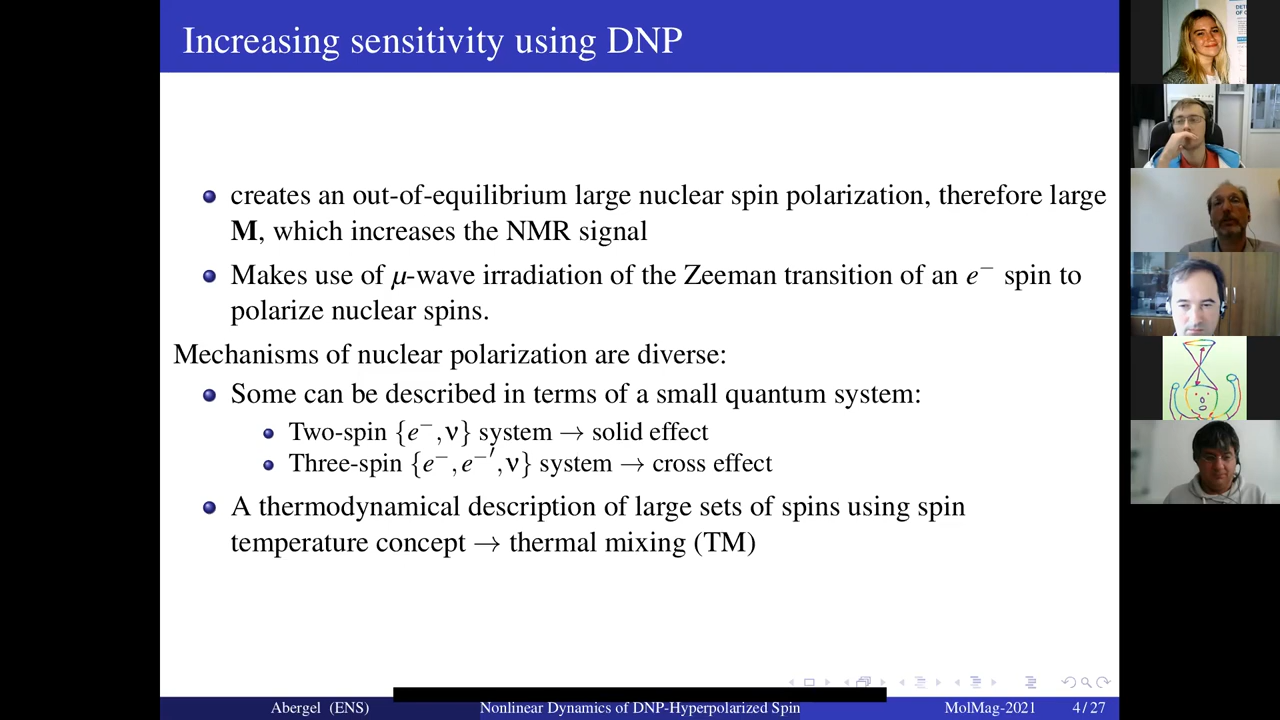 Increasing sensitivity using DNP
creates an out-of-equilibrium large nuclear spin polarization, therefore large
M, which increases the NMR signal
Makes use of μ-wave irradiation of the Zeeman transition of an e⁻ spin to
polarize nuclear spins.
Mechanisms of nuclear polarization are diverse:
Some can be described in terms of a small quantum system:
Two-spin {e⁻, ν} system → solid effect
Three-spin {e⁻, e⁻′, ν} system → cross effect
A thermodynamical description of large sets of spins using spin
temperature concept → thermal mixing (TM)
Abergel (ENS) Nonlinear Dynamics of DNP-Hyperpolarized Spin MolMag-2021 4 / 27